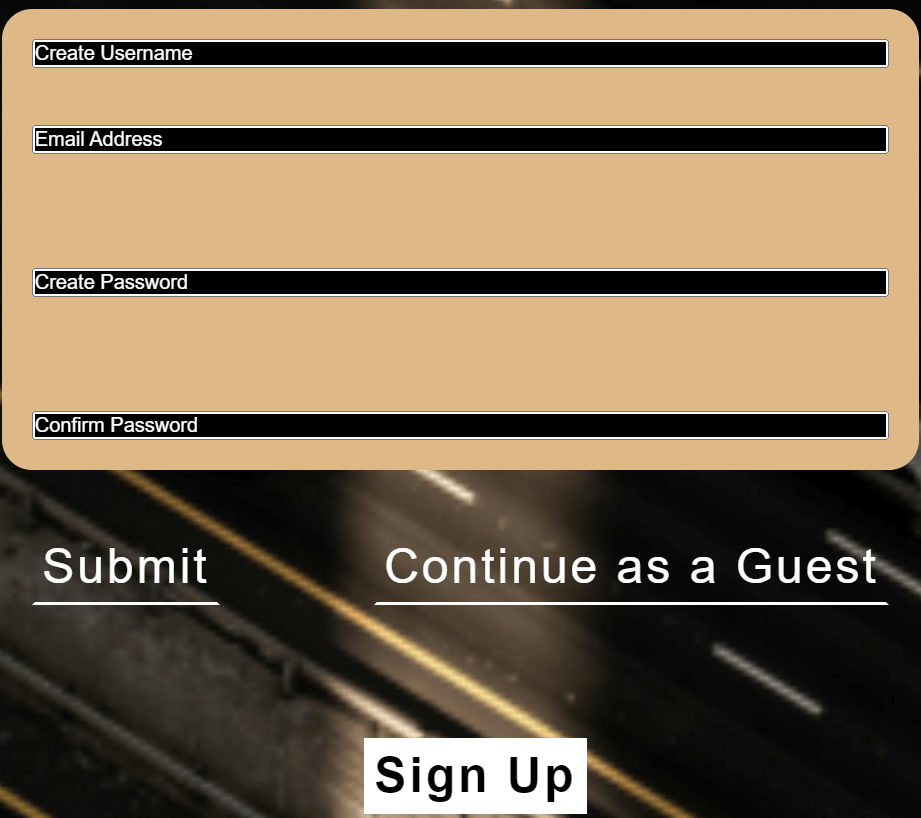 Create Username
Email Address
Create Password
Confirm Password
Submit
Continue as a Guest
Sign Up